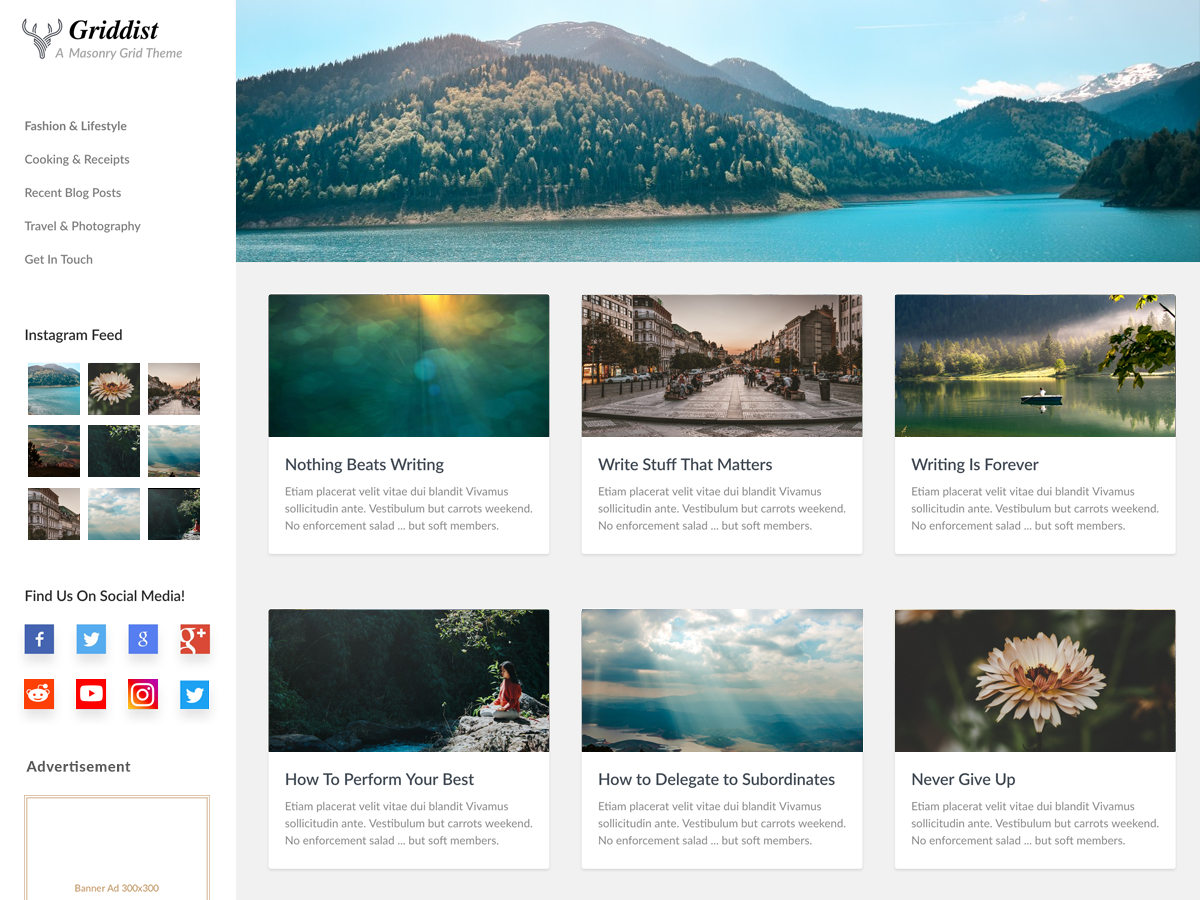 Griddist
A Masonry Grid Theme
Fashion & Lifestyle
Cooking & Receipts
Recent Blog Posts
Travel & Photography
Get In Touch
Instagram Feed
Find Us On Social Media!
f
g
g+
Advertisement
Banner Ad 300x300
Nothing Beats Writing
Etiam placerat velit vitae dui blandit Vivamus
sollicitudin ante. Vestibulum but carrots weekend.
No enforcement salad ... but soft members.
Write Stuff That Matters
Etiam placerat velit vitae dui blandit Vivamus
sollicitudin ante. Vestibulum but carrots weekend.
No enforcement salad ... but soft members.
Writing Is Forever
Etiam placerat velit vitae dui blandit Vivamus
sollicitudin ante. Vestibulum but carrots weekend.
No enforcement salad ... but soft members.
How To Perform Your Best
Etiam placerat velit vitae dui blandit Vivamus
sollicitudin ante. Vestibulum but carrots weekend.
No enforcement salad ... but soft members.
How to Delegate to Subordinates
Etiam placerat velit vitae dui blandit Vivamus
sollicitudin ante. Vestibulum but carrots weekend.
No enforcement salad ... but soft members.
Never Give Up
Etiam placerat velit vitae dui blandit Vivamus
sollicitudin ante. Vestibulum but carrots weekend.
No enforcement salad ... but soft members.